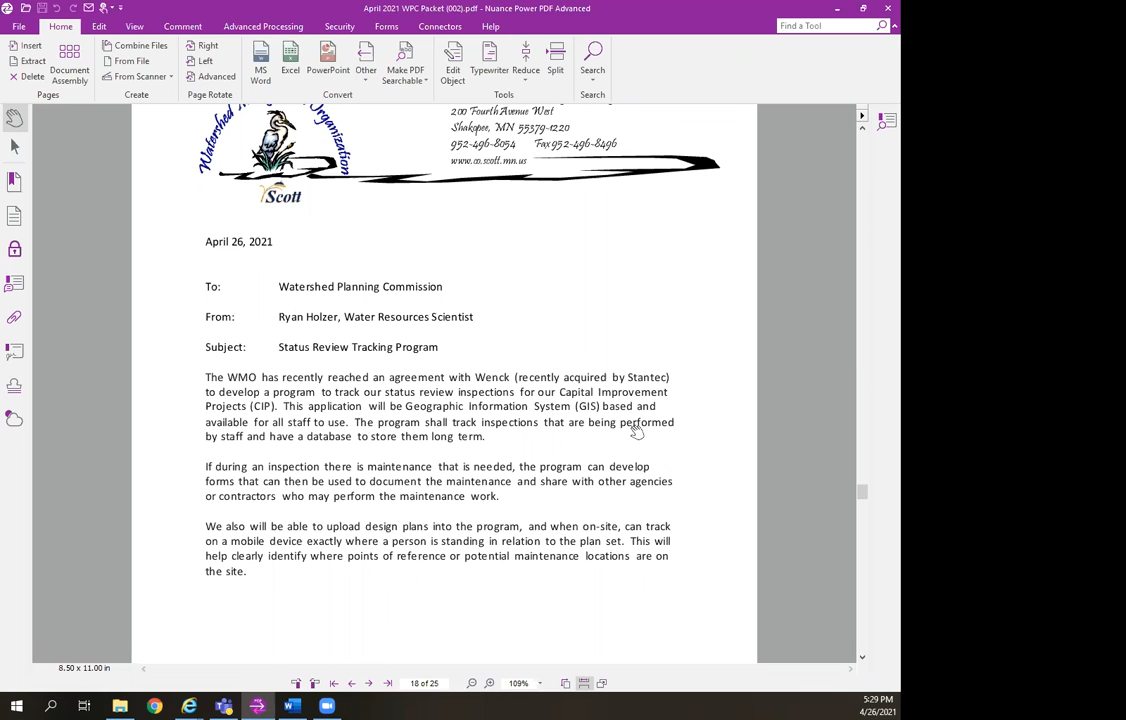 April 2021 WPC Packet (002).pdf - Nuance Power PDF Advanced
File Home Edit View Comment Advanced Processing Security Forms Connectors Help Find a Tool
Insert
Extract
Delete
Document Assembly
Pages
Combine Files
From File
From Scanner
Create
Right
Left
Advanced
Page Rotate
MS Word
Excel
PowerPoint
Other
Make PDF Searchable
Convert
Edit Object
Typewriter
Reduce
Split
Tools
Search
Search
Watershed
Organization
Scott
200 Fourth Avenue West
Shakopee, MN 55379-1220
952-496-8054 Fax 952-496-8496
www.co.scott.mn.us
April 26, 2021
To: Watershed Planning Commission
From: Ryan Holzer, Water Resources Scientist
Subject: Status Review Tracking Program
The WMO has recently reached an agreement with Wenck (recently acquired by Stantec)
to develop a program to track our status review inspections for our Capital Improvement
Projects (CIP). This application will be Geographic Information System (GIS) based and
available for all staff to use. The program shall track inspections that are being performed
by staff and have a database to store them long term.
If during an inspection there is maintenance that is needed, the program can develop
forms that can then be used to document the maintenance and share with other agencies
or contractors who may perform the maintenance work.
We also will be able to upload design plans into the program, and when on-site, can track
on a mobile device exactly where a person is standing in relation to the plan set. This will
help clearly identify where points of reference or potential maintenance locations are on
the site.
8.50 x 11.00 in
18 of 25
109%
5:29 PM
4/26/2021